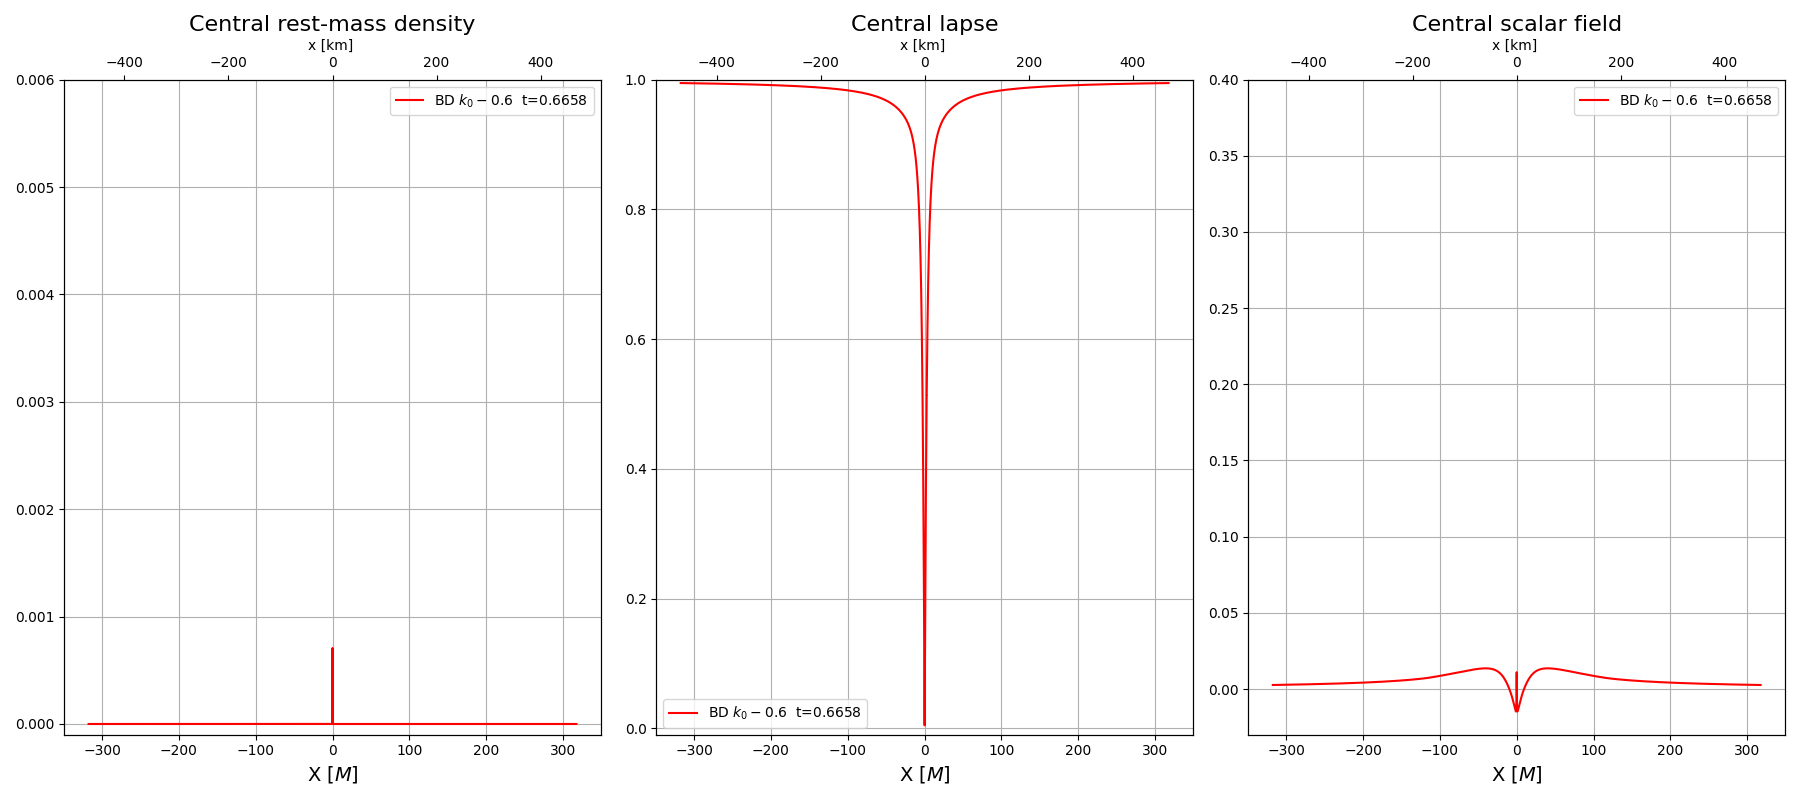 Central rest-mass density
x [km]
−400 −200 0 200 400
0.006
BD k₀ − 0.6 t=0.6658
0.005
0.004
0.003
0.002
0.001
0.000
−300 −200 −100 0 100 200 300
X [M]
Central lapse
x [km]
−400 −200 0 200 400
1.0
0.8
0.6
0.4
0.2
BD k₀ − 0.6 t=0.6658
0.0
−300 −200 −100 0 100 200 300
X [M]
Central scalar field
x [km]
−400 −200 0 200 400
0.40
BD k₀ − 0.6 t=0.6658
0.35
0.30
0.25
0.20
0.15
0.10
0.05
0.00
−300 −200 −100 0 100 200 300
X [M]